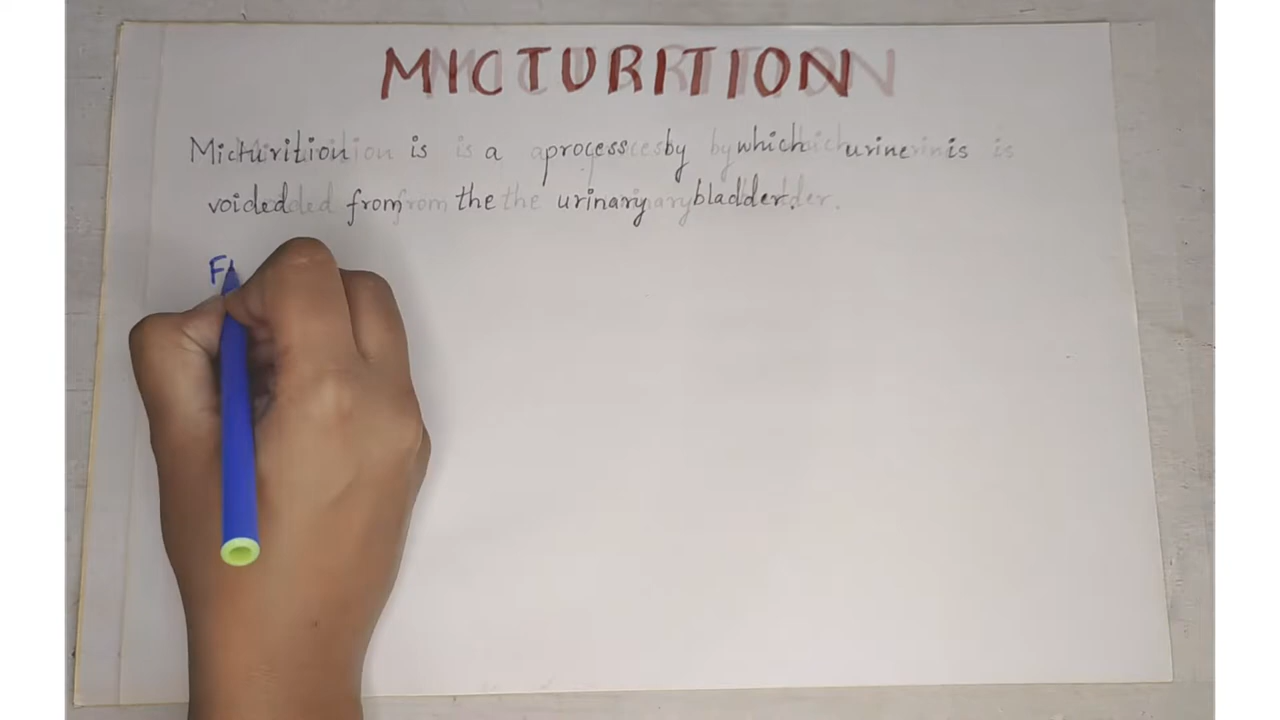 MICTURITION
Micturition is a process by which urine is
voided from the urinary bladder.
F